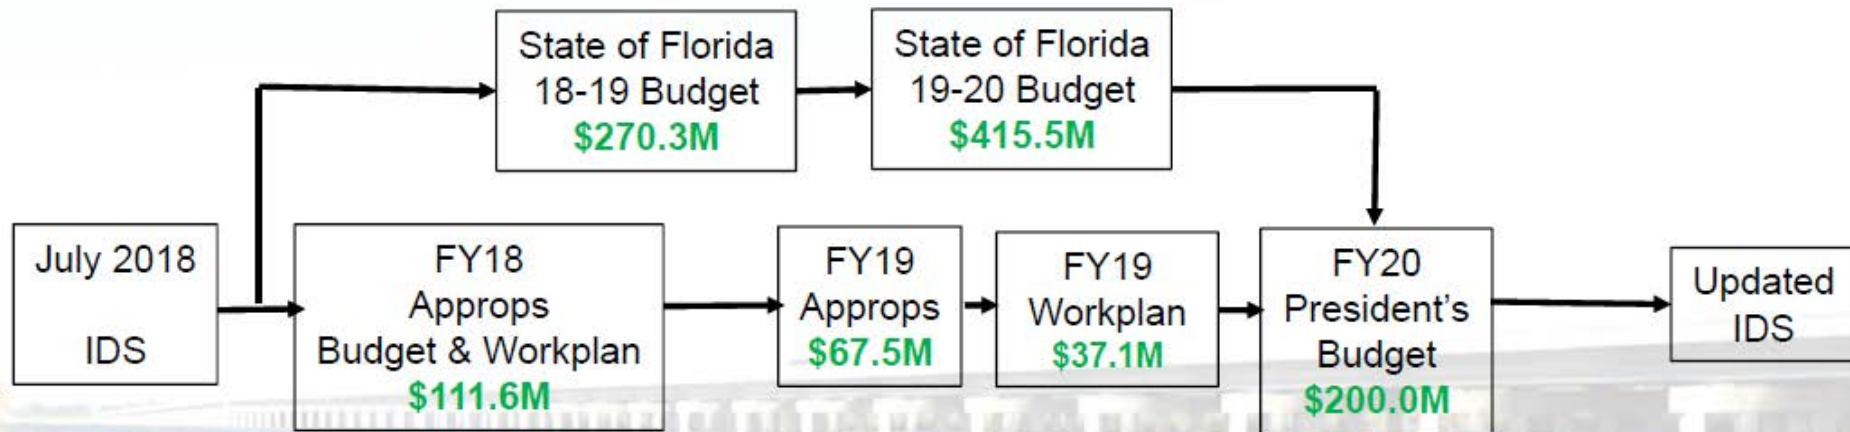 State of Florida
18-19 Budget
$270.3M
State of Florida
19-20 Budget
$415.5M
July 2018
IDS
FY18
Approps
Budget & Workplan
$111.6M
FY19
Approps
$67.5M
FY19
Workplan
$37.1M
FY20
President's
Budget
$200.0M
Updated
IDS